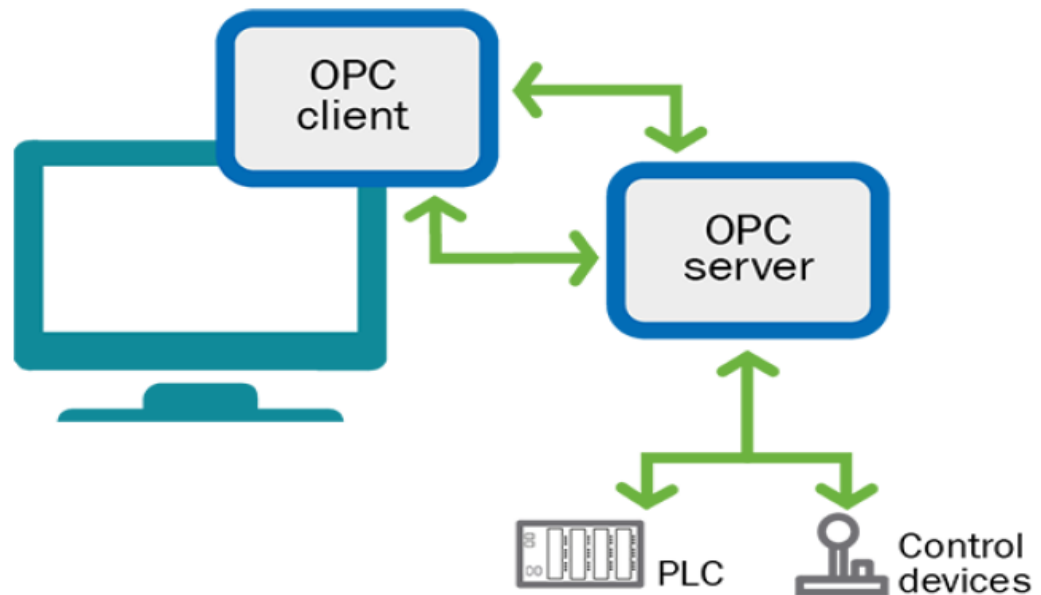 OPC
client
OPC
server
PLC
Control
devices